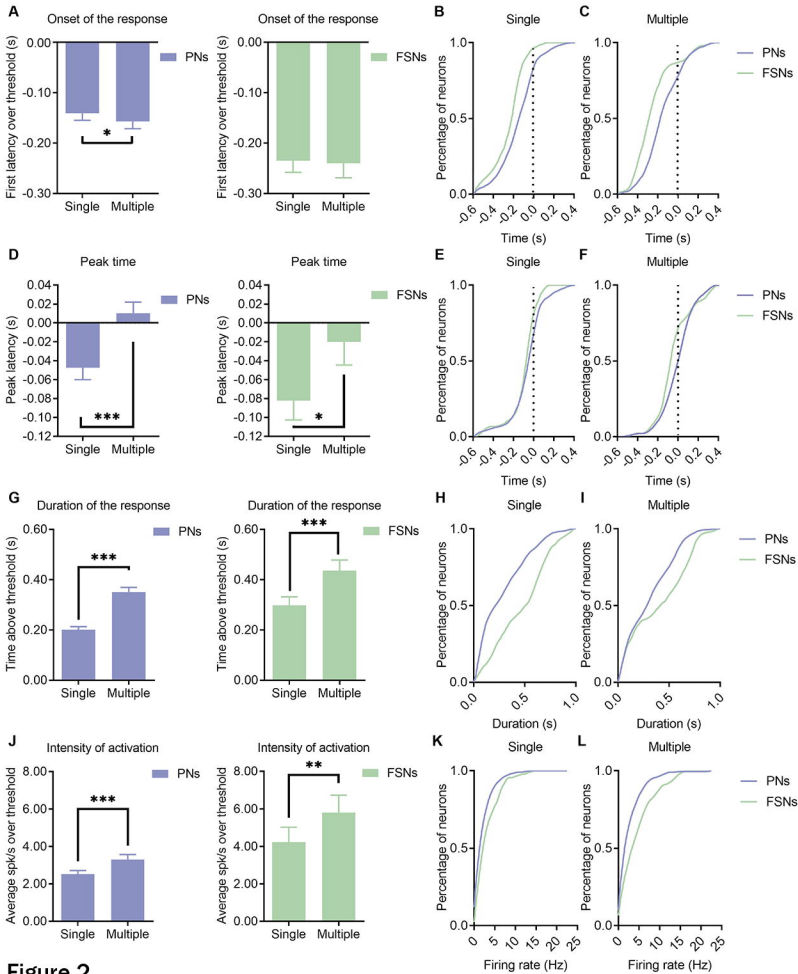 A
Onset of the response
Onset of the response
First latency over threshold (s)
0.00
-0.10
-0.20
-0.30
*
Single
Multiple
PNs
First latency over threshold (s)
0.00
-0.10
-0.20
-0.30
Single
Multiple
FSNs
B
Single
Percentage of neurons
1.0
0.5
0.0
-0.6
-0.4
-0.2
0.0
0.2
0.4
Time (s)
C
Multiple
Percentage of neurons
1.0
0.5
0.0
-0.6
-0.4
-0.2
0.0
0.2
0.4
Time (s)
PNs
FSNs
D
Peak time
Peak latency (s)
0.04
0.02
0.00
-0.02
-0.04
-0.06
-0.08
-0.10
-0.12
***
Single
Multiple
PNs
Peak time
Peak latency (s)
0.04
0.02
0.00
-0.02
-0.04
-0.06
-0.08
-0.10
-0.12
*
Single
Multiple
FSNs
E
Single
Percentage of neurons
1.0
0.5
0.0
-0.6
-0.4
-0.2
0.0
0.2
0.4
Time (s)
F
Multiple
Percentage of neurons
1.0
0.5
0.0
-0.6
-0.4
-0.2
0.0
0.2
0.4
Time (s)
PNs
FSNs
G
Duration of the response
Time above threshold (s)
0.60
0.40
0.20
0.00
***
Single
Multiple
PNs
Duration of the response
Time above threshold (s)
0.60
0.40
0.20
0.00
***
Single
Multiple
FSNs
H
Single
Percentage of neurons
1.0
0.5
0.0
0.0
0.5
1.0
Duration (s)
I
Multiple
Percentage of neurons
1.0
0.5
0.0
0.0
0.5
1.0
Duration (s)
PNs
FSNs
J
Intensity of activation
Average spk/s over threshold)
8.00
6.00
4.00
2.00
0.00
***
Single
Multiple
PNs
Intensity of activation
Average spk/s over threshold)
8.00
6.00
4.00
2.00
0.00
**
Single
Multiple
FSNs
K
Single
Percentage of neurons
1.0
0.5
0.0
0
5
10
15
20
25
Firing rate (Hz)
L
Multiple
Percentage of neurons
1.0
0.5
0.0
0
5
10
15
20
25
Firing rate (Hz)
PNs
FSNs
Figure 2